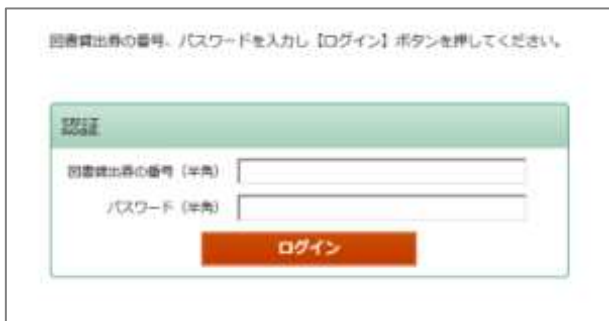 図書貸出券の番号、パスワードを入力し【ログイン】ボタンを押してください。
認証
図書貸出券の番号（半角）
パスワード（半角）
ログイン